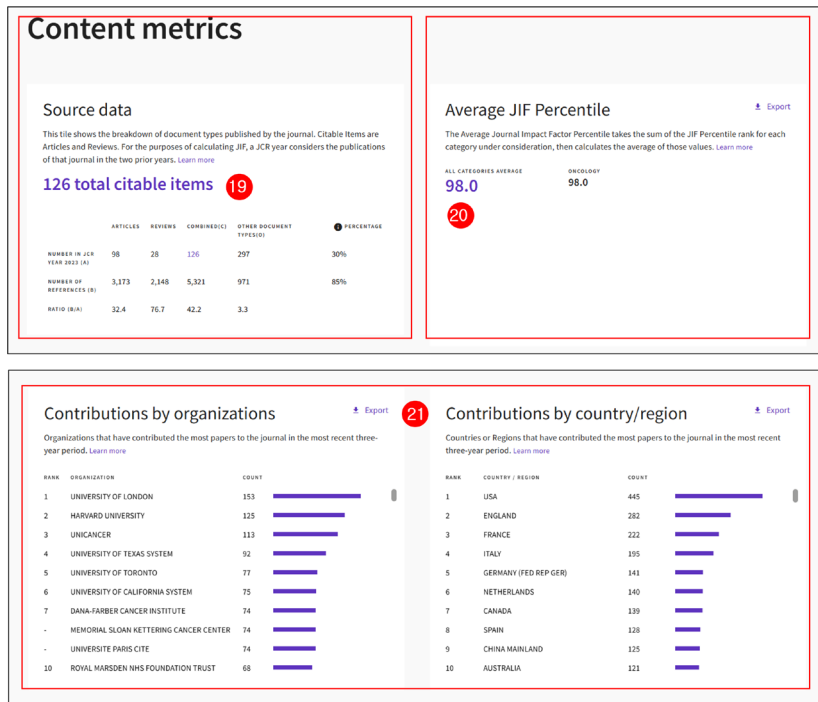 Content metrics
Source data
This tile shows the breakdown of document types published by the journal. Citable Items are
Articles and Reviews. For the purposes of calculating JIF, a JCR year considers the publications
of that journal in the two prior years. Learn more
126 total citable items 19
ARTICLES REVIEWS COMBINED(C) OTHER DOCUMENT TYPES(O) PERCENTAGE
NUMBER IN JCR YEAR 2023 (A) 98 28 126 297 30%
NUMBER OF REFERENCES (B) 3,173 2,148 5,321 971 85%
RATIO (B/A) 32.4 76.7 42.2 3.3
Average JIF Percentile
Export
The Average Journal Impact Factor Percentile takes the sum of the JIF Percentile rank for each
category under consideration, then calculates the average of those values. Learn more
ALL CATEGORIES AVERAGE ONCOLOGY
98.0 98.0
20
Contributions by organizations
Export
21
Organizations that have contributed the most papers to the journal in the most recent three-
year period. Learn more
RANK ORGANIZATION COUNT
1 UNIVERSITY OF LONDON 153
2 HARVARD UNIVERSITY 125
3 UNICANCER 113
4 UNIVERSITY OF TEXAS SYSTEM 92
5 UNIVERSITY OF TORONTO 77
6 UNIVERSITY OF CALIFORNIA SYSTEM 75
7 DANA-FARBER CANCER INSTITUTE 74
- MEMORIAL SLOAN KETTERING CANCER CENTER 74
- UNIVERSITE PARIS CITE 74
10 ROYAL MARSDEN NHS FOUNDATION TRUST 68
Contributions by country/region
Export
Countries or Regions that have contributed the most papers to the journal in the most recent
three-year period. Learn more
RANK COUNTRY / REGION COUNT
1 USA 445
2 ENGLAND 282
3 FRANCE 222
4 ITALY 195
5 GERMANY (FED REP GER) 141
6 NETHERLANDS 140
7 CANADA 139
8 SPAIN 128
9 CHINA MAINLAND 125
10 AUSTRALIA 121